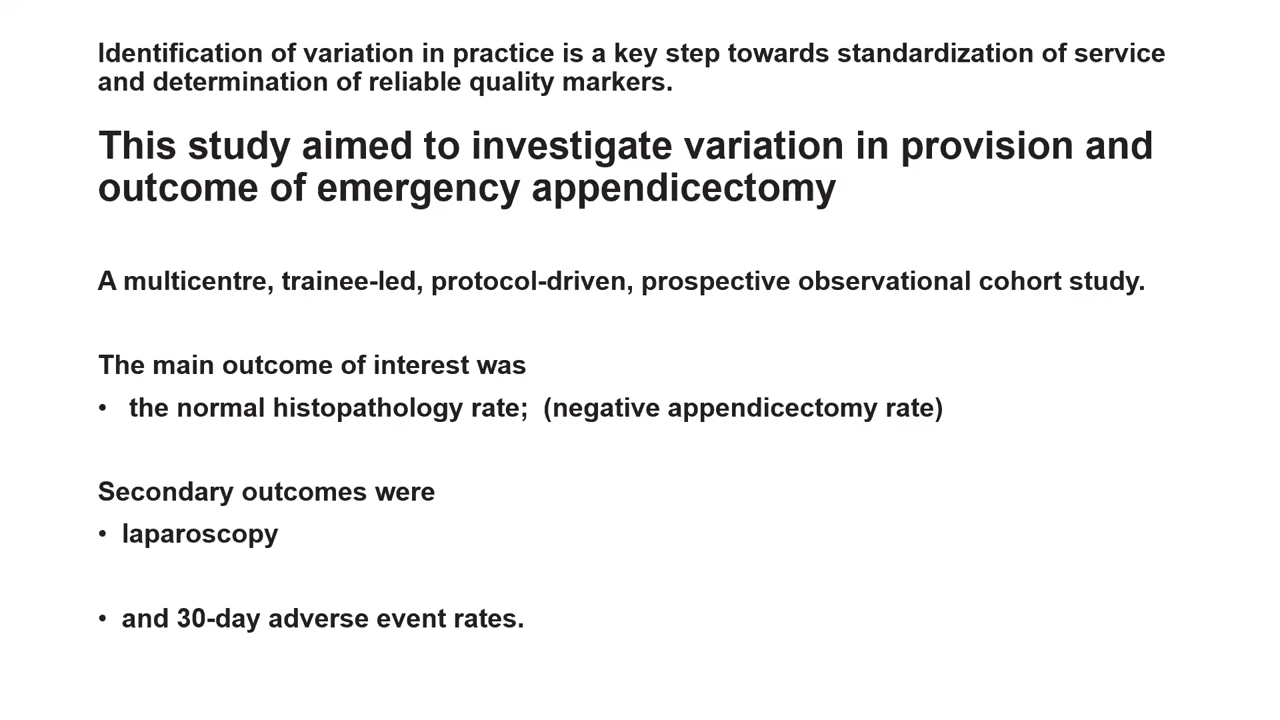 Identification of variation in practice is a key step towards standardization of service
and determination of reliable quality markers.
This study aimed to investigate variation in provision and
outcome of emergency appendicectomy
A multicentre, trainee-led, protocol-driven, prospective observational cohort study.
The main outcome of interest was
• the normal histopathology rate; (negative appendicectomy rate)
Secondary outcomes were
• laparoscopy
• and 30-day adverse event rates.